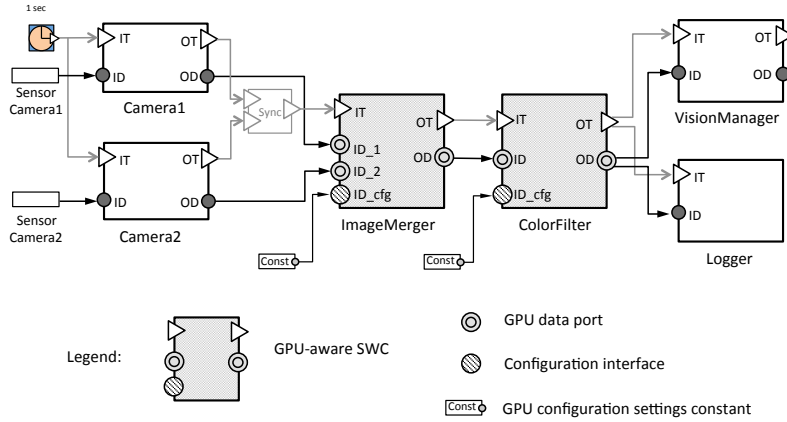 1 sec
IT
OT
ID
OD
Sensor
Camera1
Camera1
Sync
IT
OT
ID
OD
Sensor
Camera2
Camera2
IT
OT
ID_1
OD
ID_2
ID_cfg
ImageMerger
Const
IT
OT
ID
OD
ID_cfg
ColorFilter
Const
IT
OT
ID
OD
VisionManager
IT
ID
Logger
Legend:
GPU-aware SWC
GPU data port
Configuration interface
Const
GPU configuration settings constant